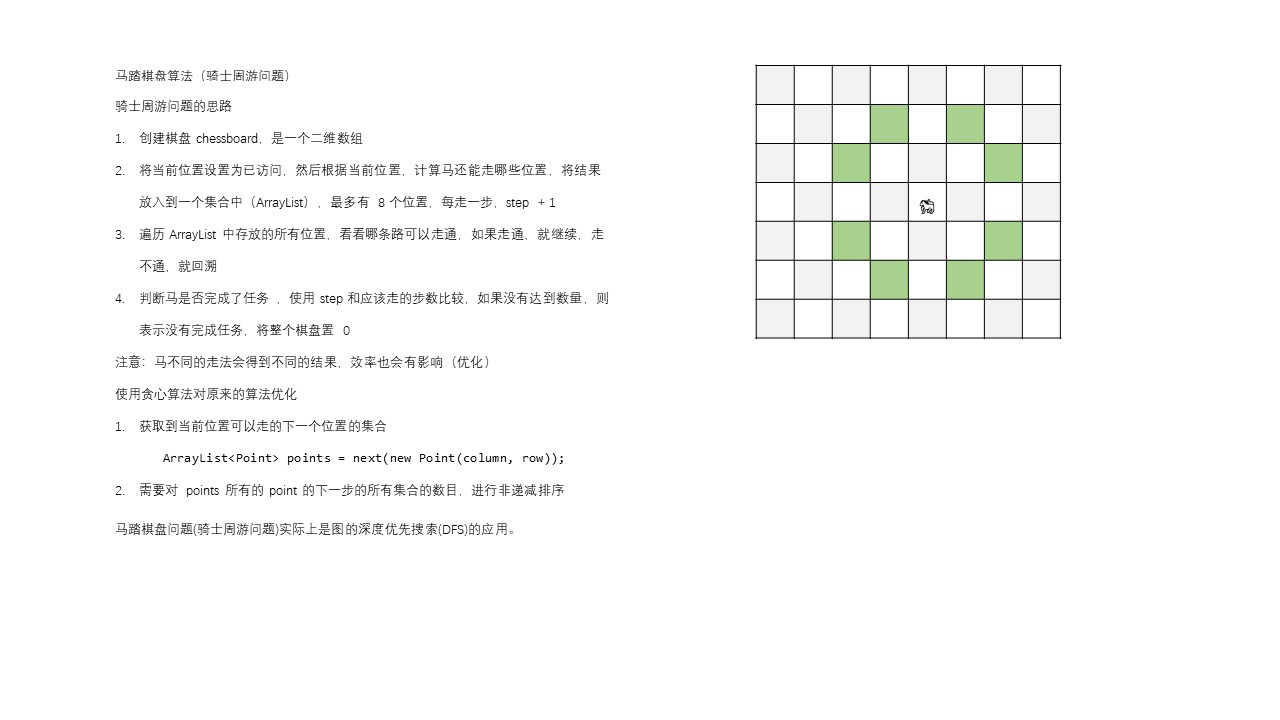 马踏棋盘算法（骑士周游问题）
骑士周游问题的思路
1. 创建棋盘 chessboard，是一个二维数组
2. 将当前位置设置为已访问，然后根据当前位置，计算马还能走哪些位置，将结果
放入到一个集合中（ArrayList），最多有 8 个位置，每走一步，step + 1
3. 遍历 ArrayList 中存放的所有位置，看看哪条路可以走通，如果走通，就继续，走
不通，就回溯
4. 判断马是否完成了任务 ，使用 step 和应该走的步数比较，如果没有达到数量，则
表示没有完成任务，将整个棋盘置 0
注意：马不同的走法会得到不同的结果，效率也会有影响（优化）
使用贪心算法对原来的算法优化
1. 获取到当前位置可以走的下一个位置的集合
ArrayList<Point> points = next(new Point(column, row));
2. 需要对 points 所有的 point 的下一步的所有集合的数目，进行非递减排序
马踏棋盘问题(骑士周游问题)实际上是图的深度优先搜索(DFS)的应用。